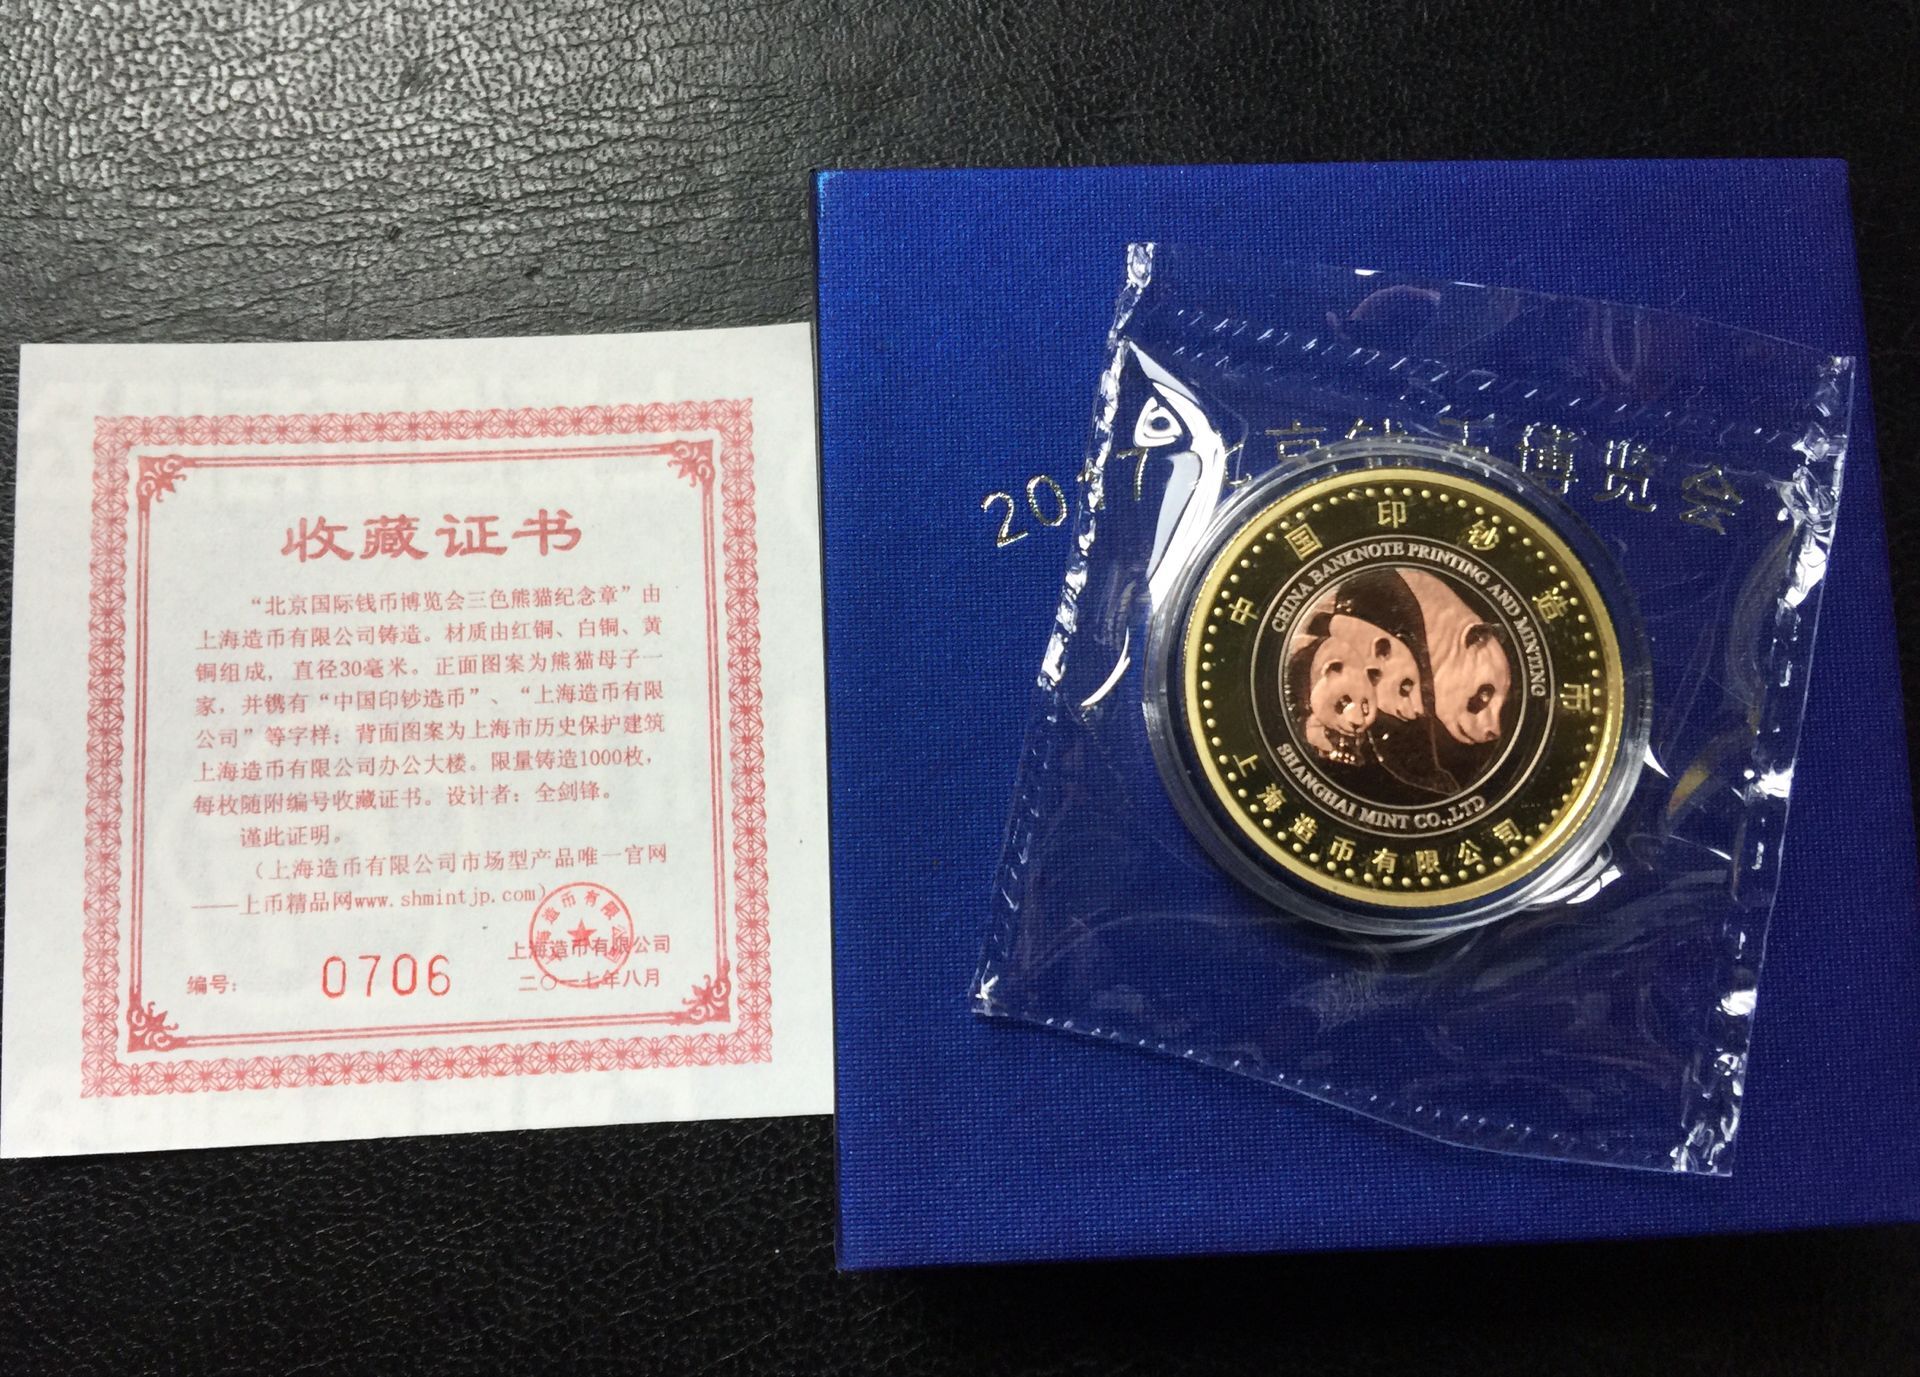 收藏证书
“北京国际钱币博览会三色熊猫纪念章”由
上海造币有限公司铸造。材质由红铜、白铜、黄
铜组成，直径30毫米。正面图案为熊猫母子一
家，并镌有“中国印钞造币”、“上海造币有限
公司”等字样；背面图案为上海市历史保护建筑
上海造币有限公司办公大楼。限量铸造1000枚，
每枚随附编号收藏证书。设计者：全剑锋。
谨此证明。
（上海造币有限公司市场型产品唯一官网
——上币精品网www.shmintjp.com）
上海造币有限公司
编号：
0706
二〇一七年八月
2017北京钱币博览会
中国印钞造币
CHINA BANKNOTE PRINTING AND MINTING
SHANGHAI MINT CO.,LTD
上海造币有限公司